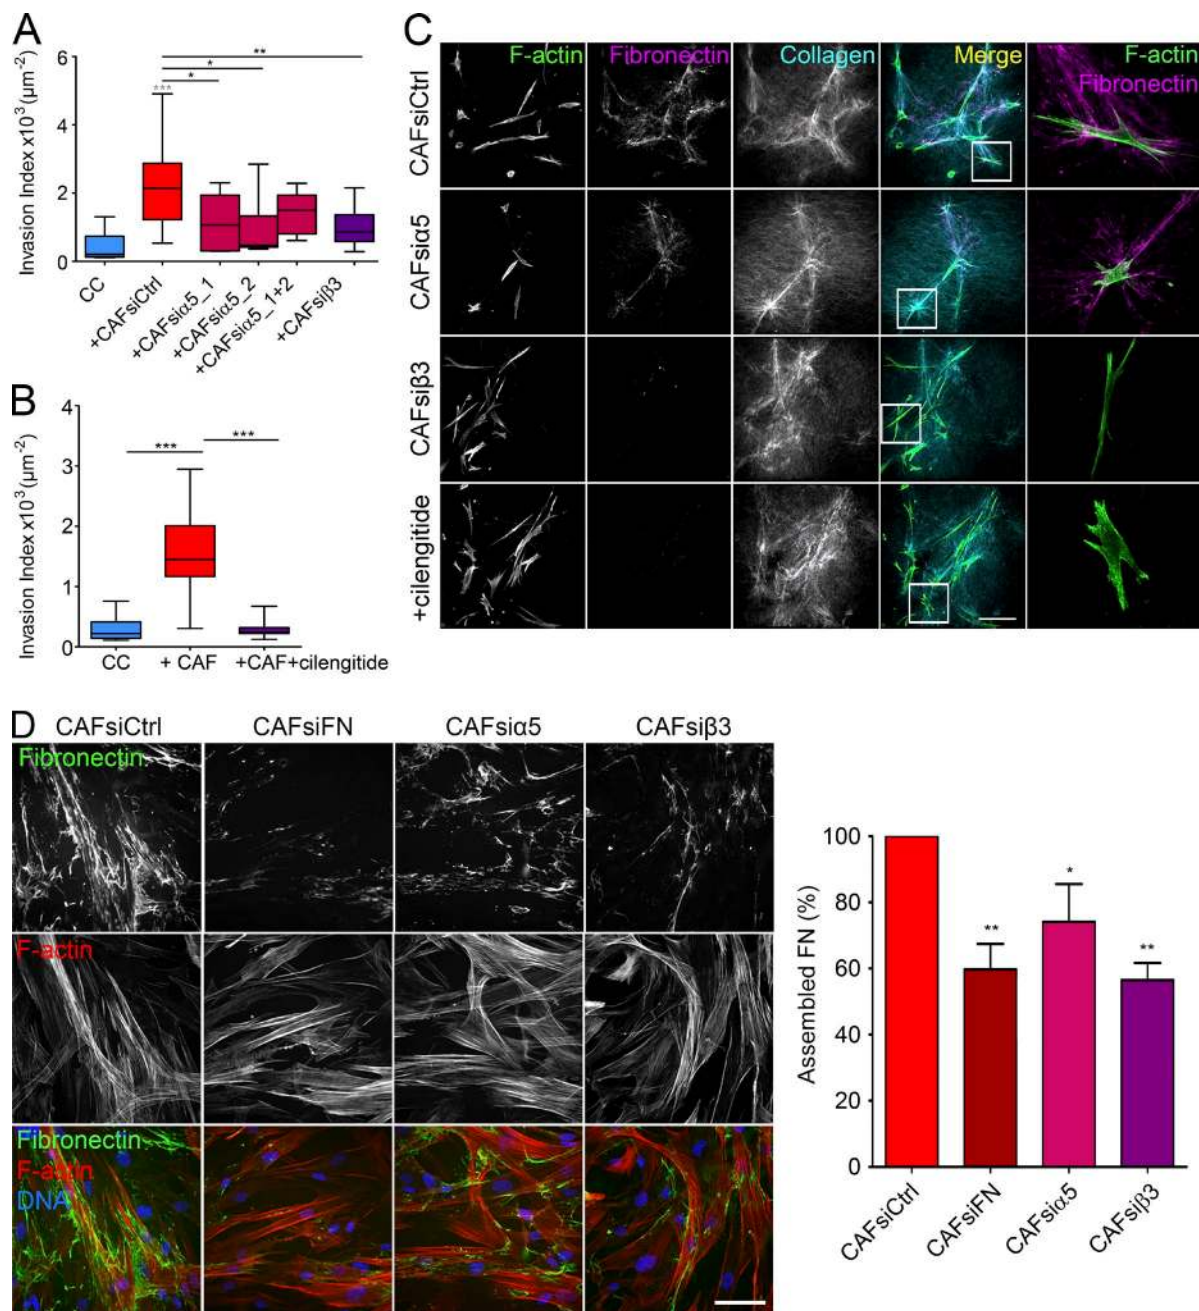 A
Invasion Index x10³ (µm⁻²)
6
4
2
0
**
*
*
***
CC
+CAFsiCtrl
+CAFsiα5_1
+CAFsiα5_2
+CAFsiα5_1+2
+CAFsiβ3
B
Invasion Index x10³ (µm⁻²)
4
3
2
1
0
***
***
CC
+ CAF
+CAF+cilengitide
C
F-actin
Fibronectin
Collagen
Merge
F-actin
Fibronectin
CAFsiCtrl
CAFsiα5
CAFsiβ3
+cilengitide
D
CAFsiCtrl
CAFsiFN
CAFsiα5
CAFsiβ3
Fibronectin
F-actin
Fibronectin
F-actin
DNA
Assembled FN (%)
100
80
60
40
20
0
**
*
**
CAFsiCtrl
CAFsiFN
CAFsiα5
CAFsiβ3